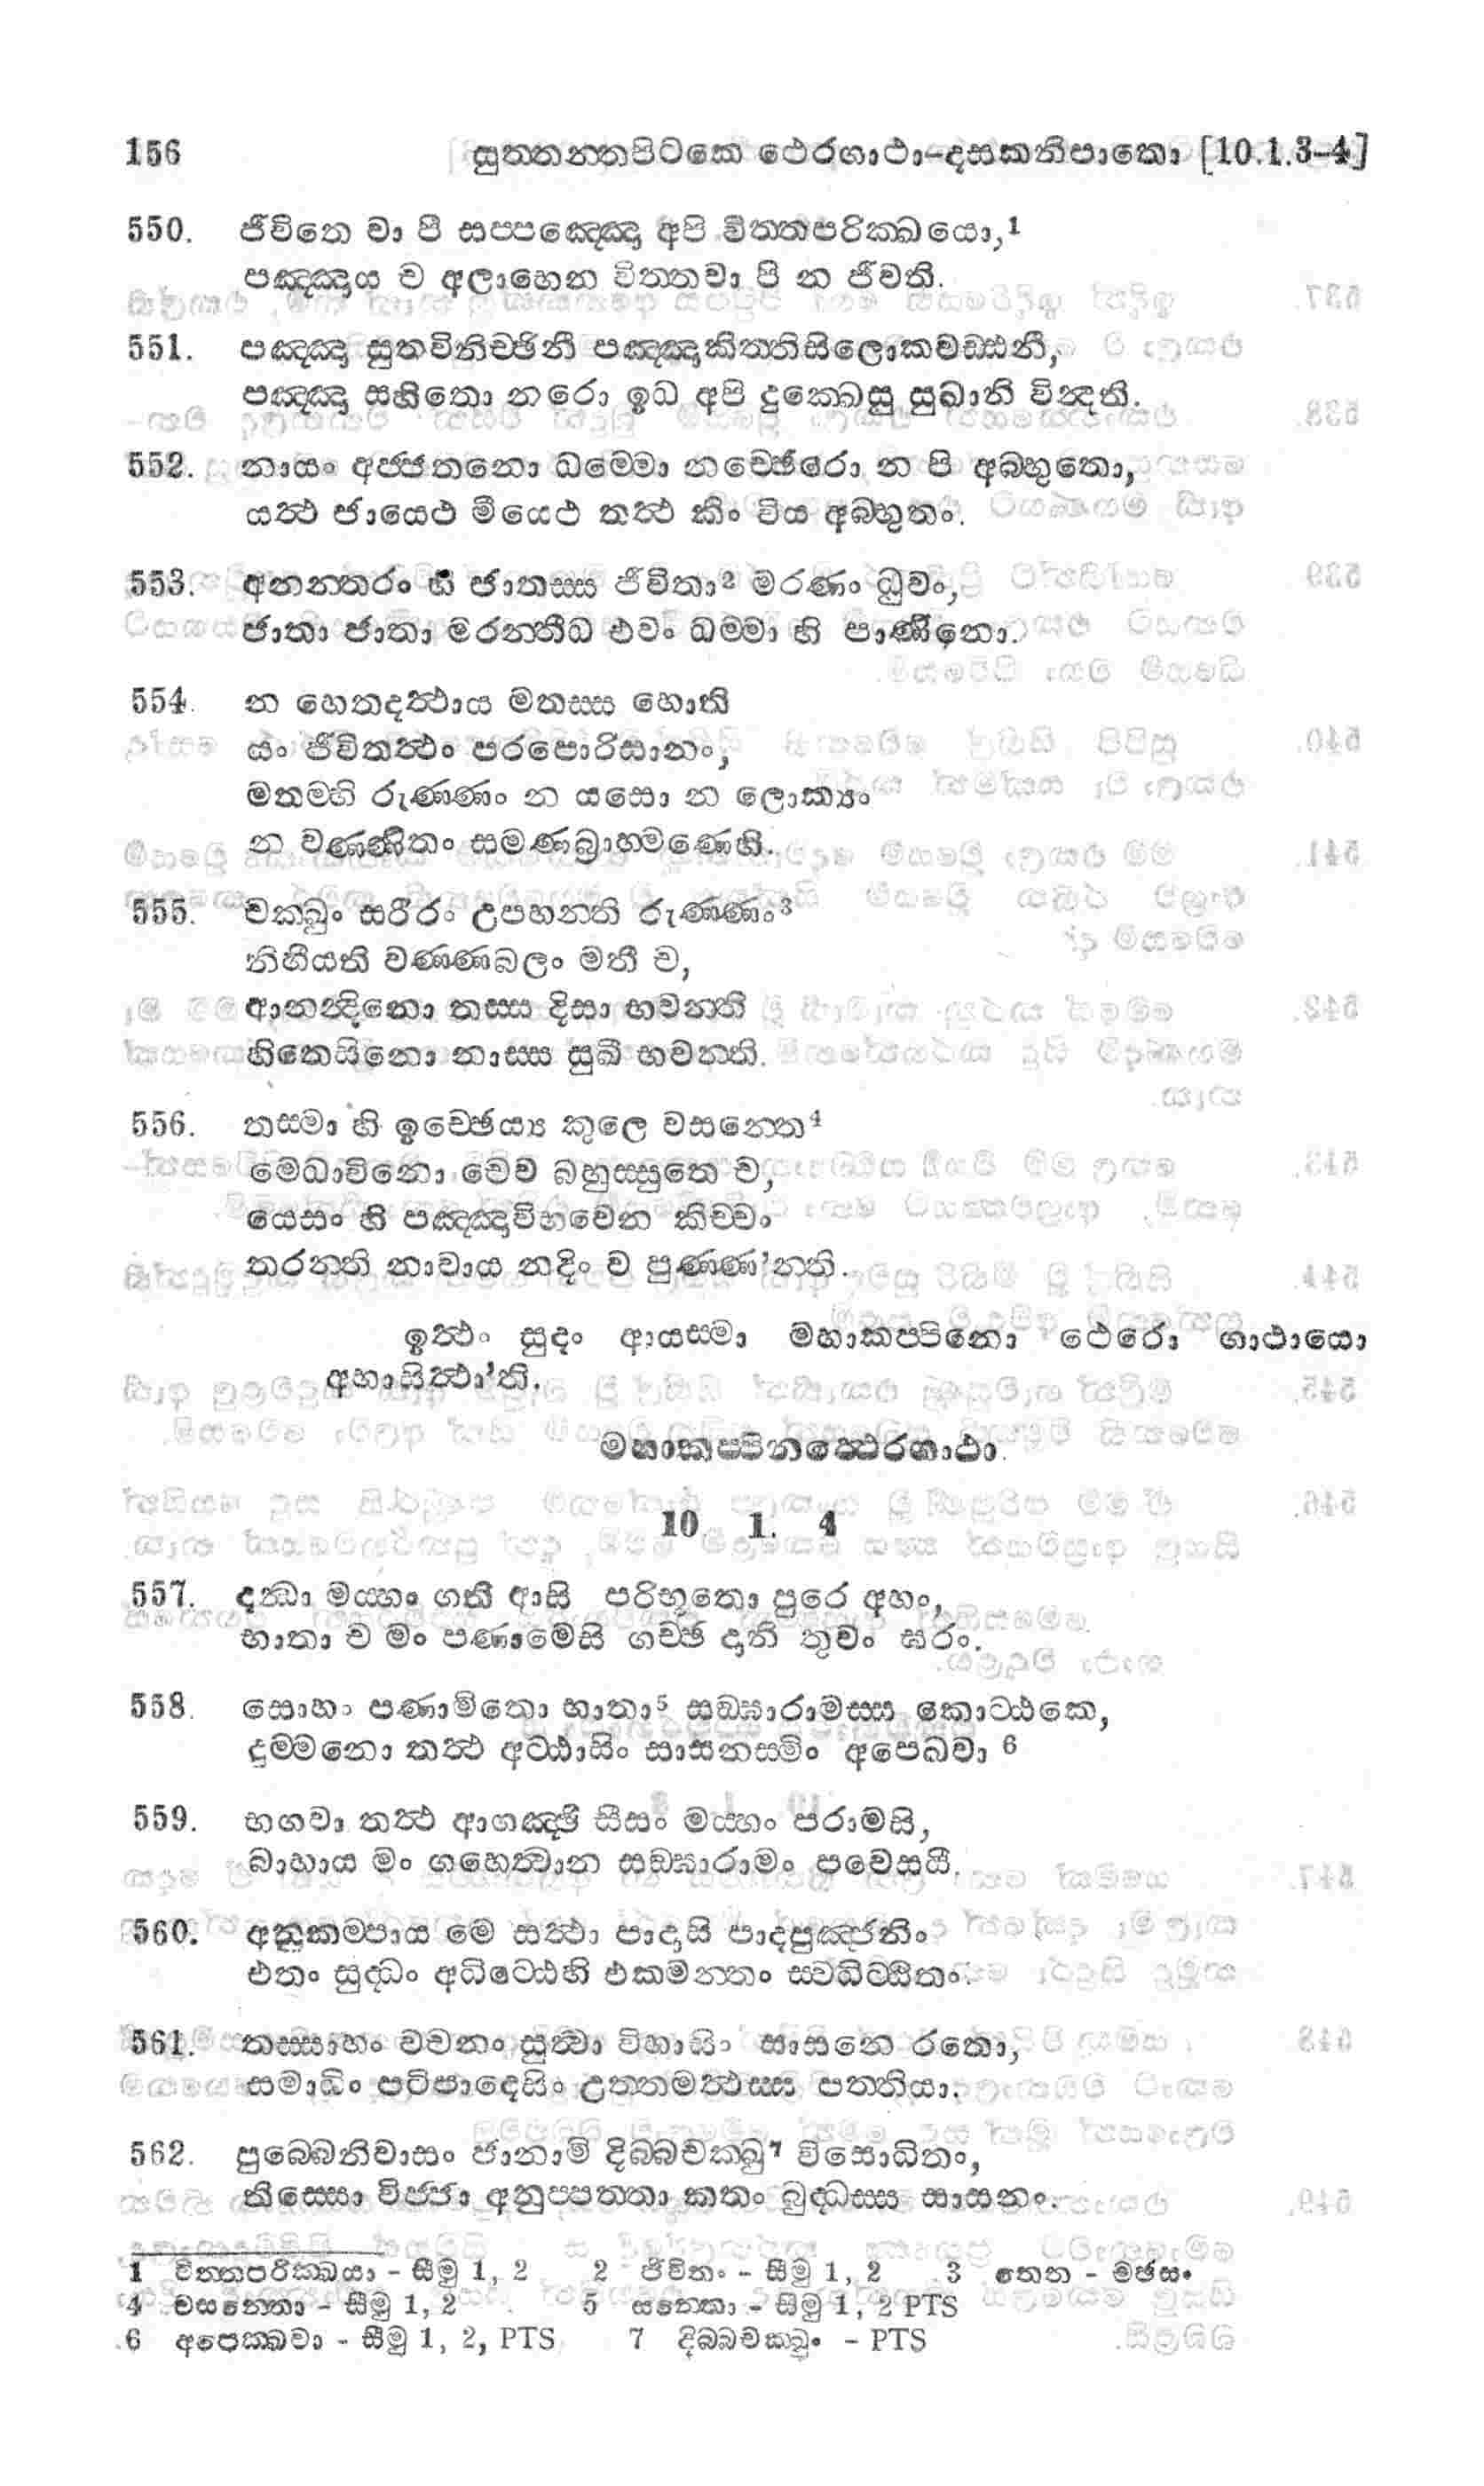 156 සුත්තන්තපිටකෙ ථෙරගාථා-දසකනිපාතො [10.1.3-4]
550. ජීවිතෙ වා පි සප්පඤ්ඤො අපි විත්තපරික්ඛයො,¹
පඤ්ඤාය ච අලාභෙන විත්තවා පි න ජීවති.
551. පඤ්ඤා සුතවිනිච්ඡිනී පඤ්ඤාකිත්තිසිලොකවඩ්ඪනී,
පඤ්ඤා සහිතො නරො ඉධ අපි දුක්ඛෙසු සුඛානි වින්දති.
552. නායං අජ්ජතනො ධම්මො නච්ඡෙරො න පි අබ්භුතො,
යත්ථ ජායෙථ මීයෙථ තත්ථ කිං විය අබ්භුතං.
553. අනන්තරං හි ජාතස්ස ජීවිතා² මරණං ධුවං,
ජාතා ජාතා මරන්තීධ එවං ධම්මා හි පාණිනො.
554. න හෙතදත්ථාය මතස්ස හොති
යං ජීවිතත්ථං පරපොරිසානං,
මතම්හි රුණ්ණං න යසො න ලොක්‍යං
න වණ්ණිතං සමණබ්‍රාහ්මණෙහි.
555. චක්ඛුං සරීරං උපහන්ති රුණ්ණං³
නිහීයති වණ්ණබලං මතී ච,
ආනන්දිනො තස්ස දිසා භවන්ති
හිතෙසිනො නාස්ස සුඛී භවන්ති.
556. තස්මා හි ඉච්ඡෙය්‍ය කුලෙ වසන්තෙ⁴
මෙධාවිනො චෙව බහුස්සුතෙ ච,
යෙසං හි පඤ්ඤාවිභවෙන කිච්චං
තරන්ති නාවාය නදිං ව පුණ්ණ'න්ති.
ඉත්ථං සුදං ආයස්මා මහාකප්පිනො ථෙරො ගාථායො
අභාසිත්ථා'ති.
මහාකප්පිනත්ථෙරගාථා.
10. 1. 4
557. දන්ධා මය්හං ගතී ආසි පරිභූතො පුරෙ අහං,
භාතා ච මං පණාමෙසි ගච්ඡ දානි තුවං ඝරං.
558. සොහං පණාමිතො භාතා⁵ සඞ්ඝාරාමස්ස කොට්ඨකෙ,
දුම්මනො තත්ථ අට්ඨාසිං සාසනස්මිං අපෙඛවා ⁶
559. භගවා තත්ථ ආගඤ්ඡි සීසං මය්හං පරාමසි,
බාහාය මං ගහෙත්වාන සඞ්ඝාරාමං පවෙසයී.
560. අනුකම්පාය මෙ සත්ථා පාදාසි පාදපුඤ්ජනිං
එතං සුද්ධං අධිට්ඨෙහි එකමන්තං ස්වධිට්ඨිතං.
561. තස්සාහං වචනං සුත්වා විහාසිං සාසනෙ රතො,
සමාධිං පටිපාදෙසිං උත්තමත්ථස්ස පත්තියා.
562. පුබ්බෙනිවාසං ජානාමි දිබ්බචක්ඛු⁷ විසොධිතං,
තිස්සො විජ්ජා අනුප්පත්තා කතං බුද්ධස්ස සාසනං.
1 විත්තපරික්ඛයා - සීමු 1, 2 2 ජීවිතං - සීමු 1, 2 3 තෙන - මජසං
4 වසන්තො - සීමු 1, 2 5 සන්තො - සීමු 1, 2 PTS
6 අපෙක්ඛවා - සීමු 1, 2, PTS 7 දිබ්බචක්ඛුං - PTS